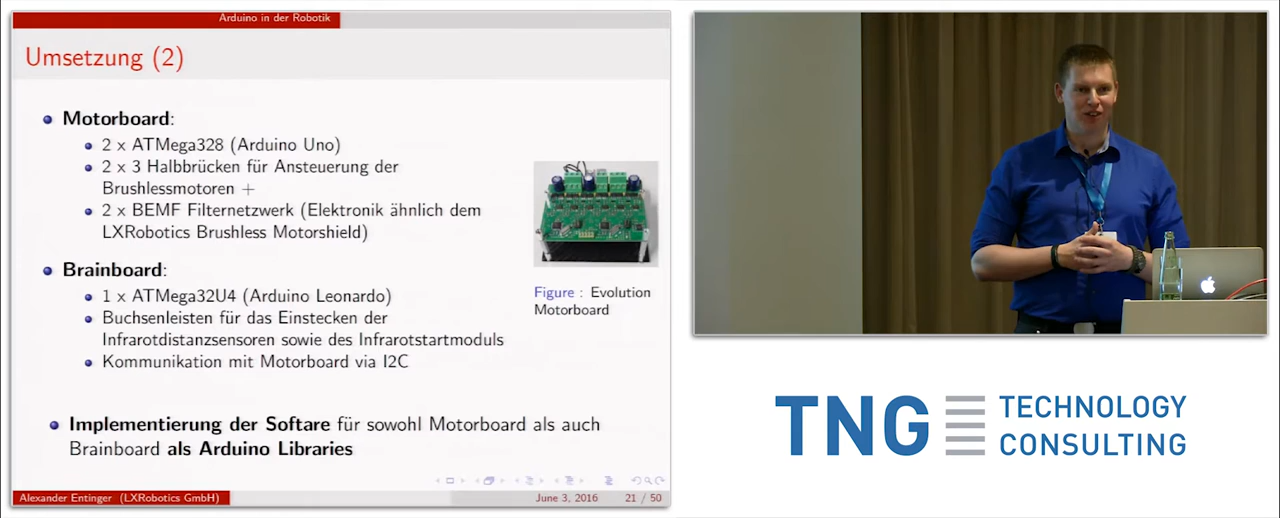 Arduino in der Robotik
Umsetzung (2)
Motorboard:
2 x ATMega328 (Arduino Uno)
2 x 3 Halbbrücken für Ansteuerung der
Brushlessmotoren +
2 x BEMF Filternetzwerk (Elektronik ähnlich dem
LXRobotics Brushless Motorshield)
Brainboard:
1 x ATMega32U4 (Arduino Leonardo)
Buchsenleisten für das Einstecken der
Infrarotdistanzsensoren sowie des Infrarotstartmoduls
Kommunikation mit Motorboard via I2C
Figure : Evolution
Motorboard
Implementierung der Softare für sowohl Motorboard als auch
Brainboard als Arduino Libraries
Alexander Entinger (LXRobotics GmbH)
June 3, 2016
21 / 50
TNG TECHNOLOGY
CONSULTING